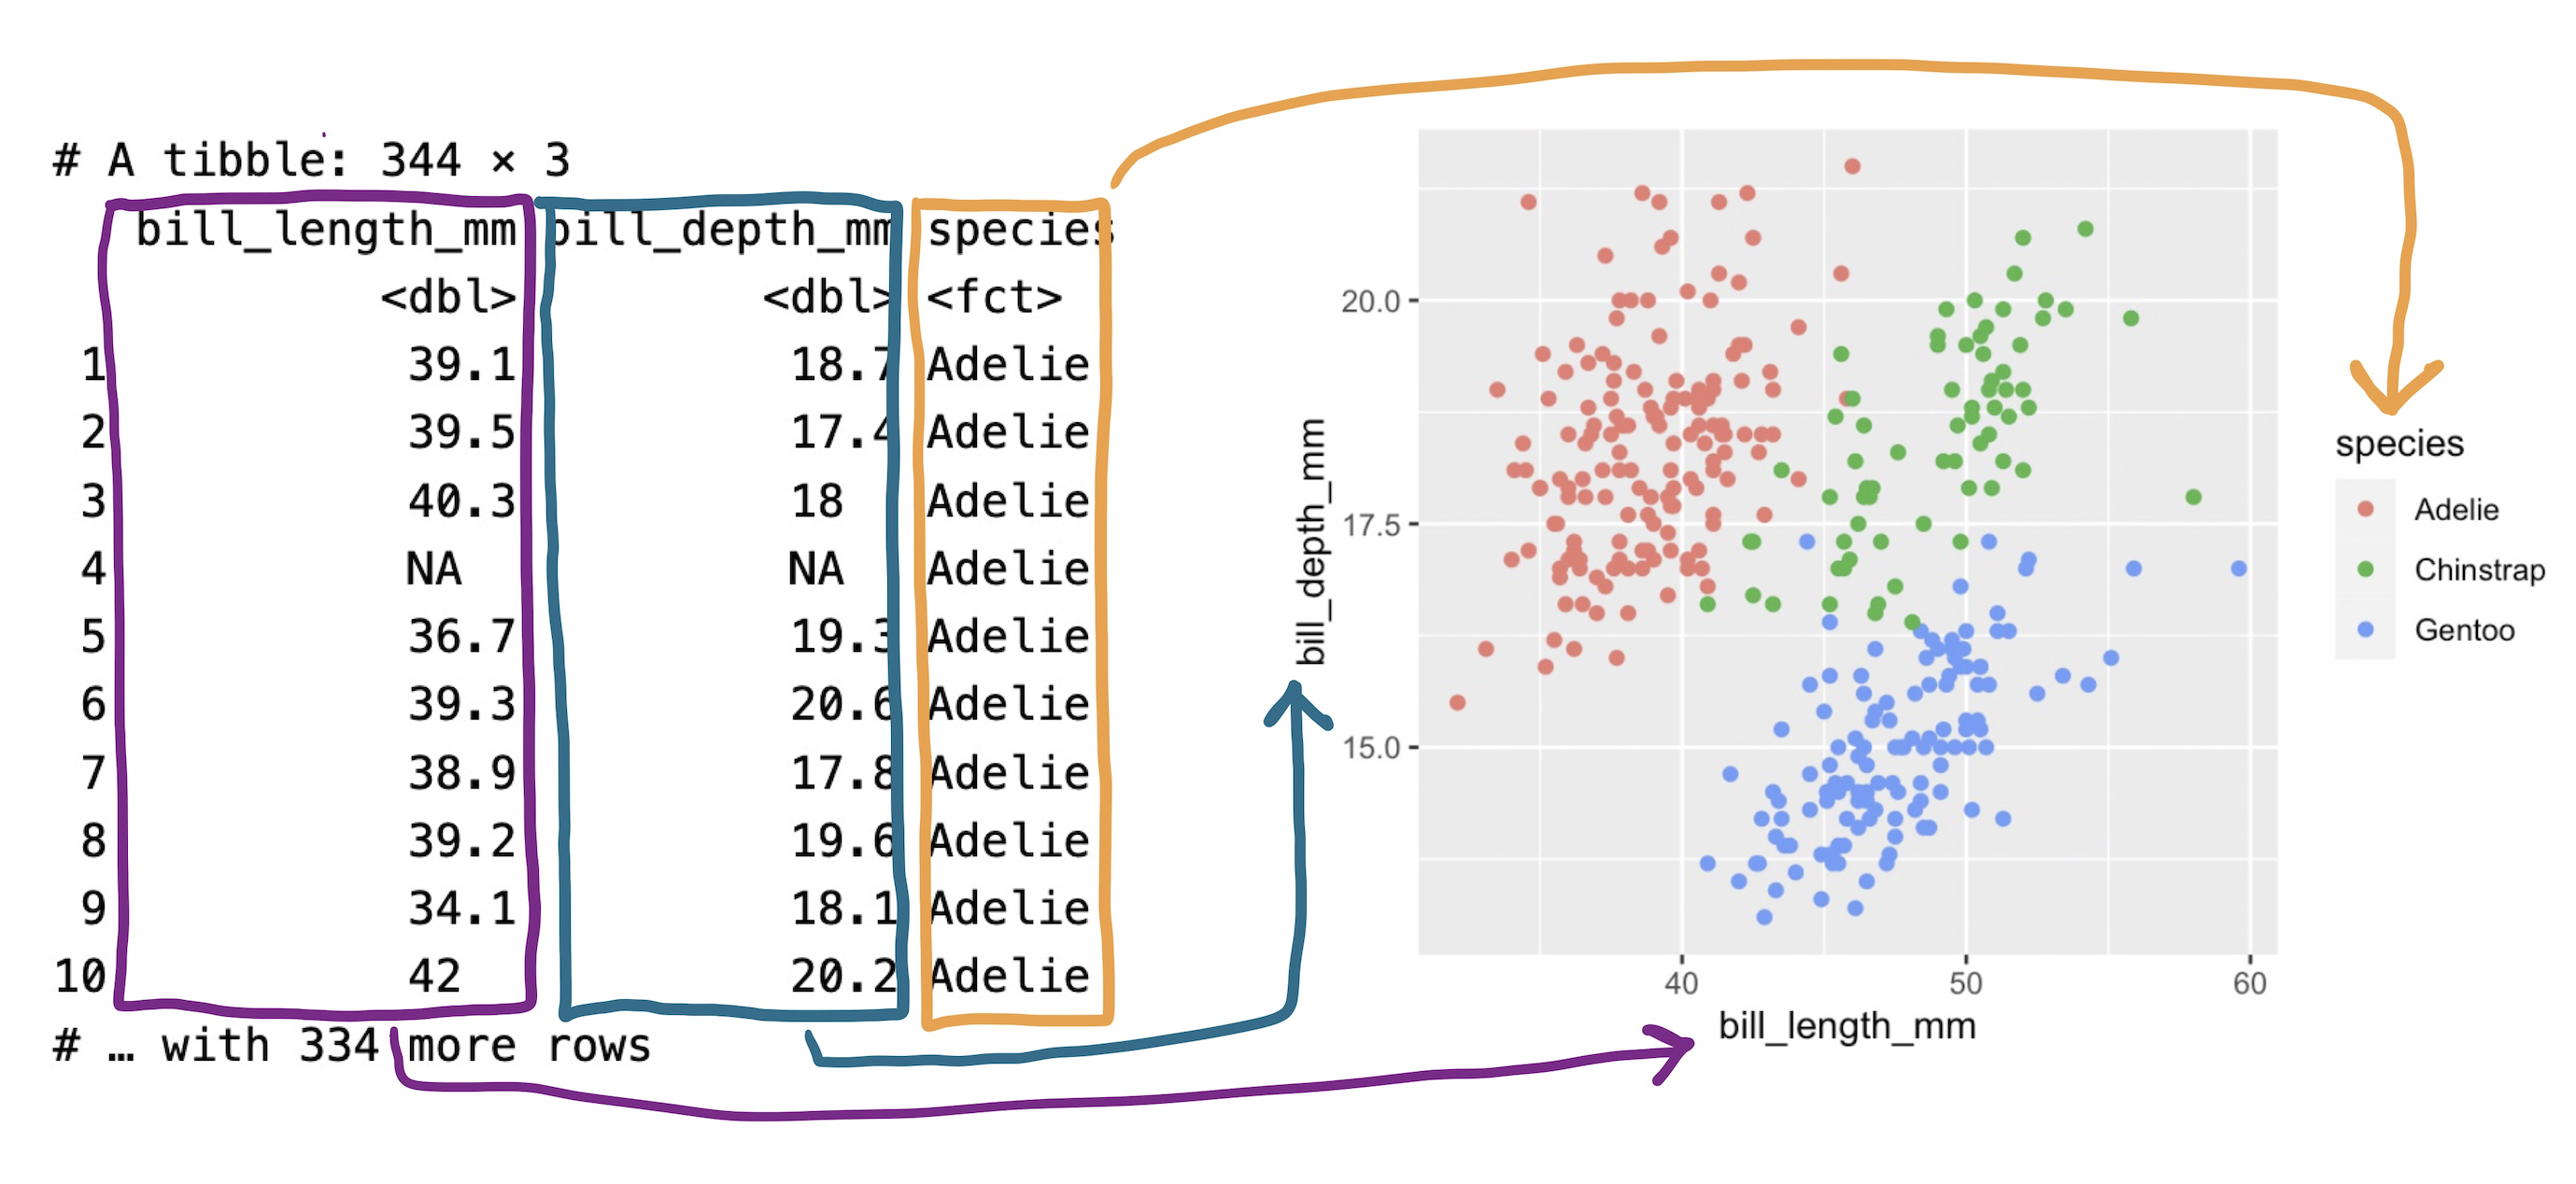 # A tibble: 344 × 3
bill_length_mm bill_depth_mm species
<dbl> <dbl> <fct>
1 39.1 18.7 Adelie
2 39.5 17.4 Adelie
3 40.3 18 Adelie
4 NA NA Adelie
5 36.7 19.3 Adelie
6 39.3 20.6 Adelie
7 38.9 17.8 Adelie
8 39.2 19.6 Adelie
9 34.1 18.1 Adelie
10 42 20.2 Adelie
# … with 334 more rows
bill_depth_mm
20.0
17.5
15.0
40 50 60
bill_length_mm
species
Adelie
Chinstrap
Gentoo